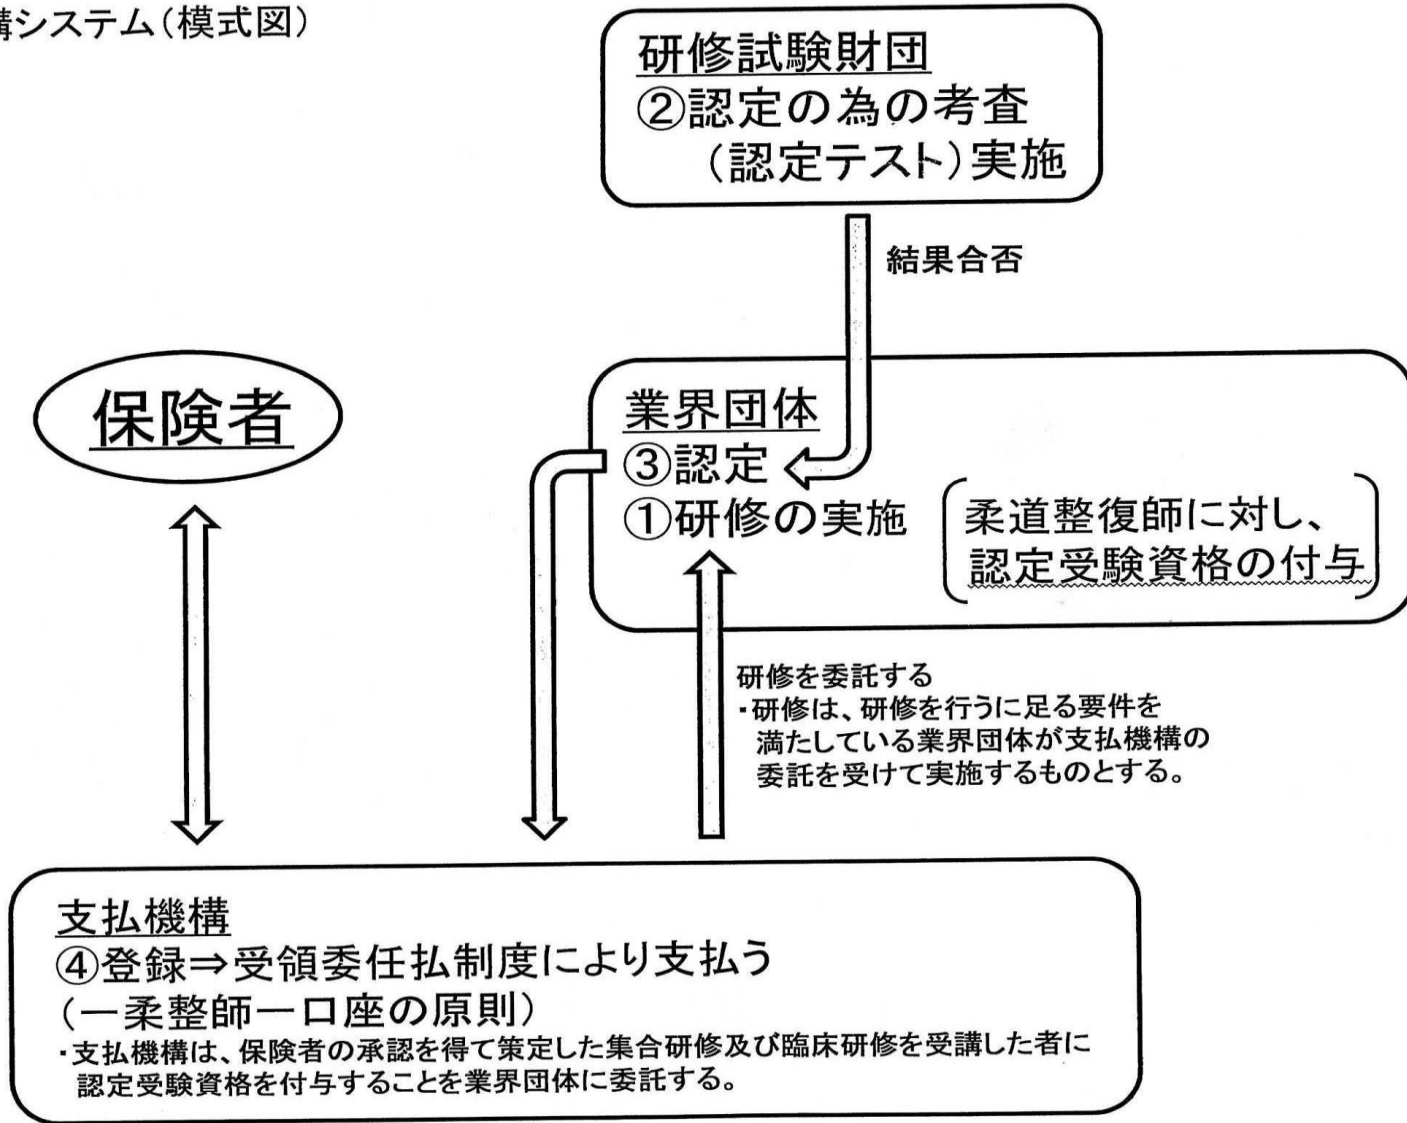 構システム（模式図）
研修試験財団
②認定の為の考査
（認定テスト）実施
結果合否
保険者
業界団体
③認定
①研修の実施
柔道整復師に対し、
認定受験資格の付与
研修を委託する
・研修は、研修を行うに足る要件を
満たしている業界団体が支払機構の
委託を受けて実施するものとする。
支払機構
④登録⇒受領委任払制度により支払う
（一柔整師一口座の原則）
・支払機構は、保険者の承認を得て策定した集合研修及び臨床研修を受講した者に
認定受験資格を付与することを業界団体に委託する。